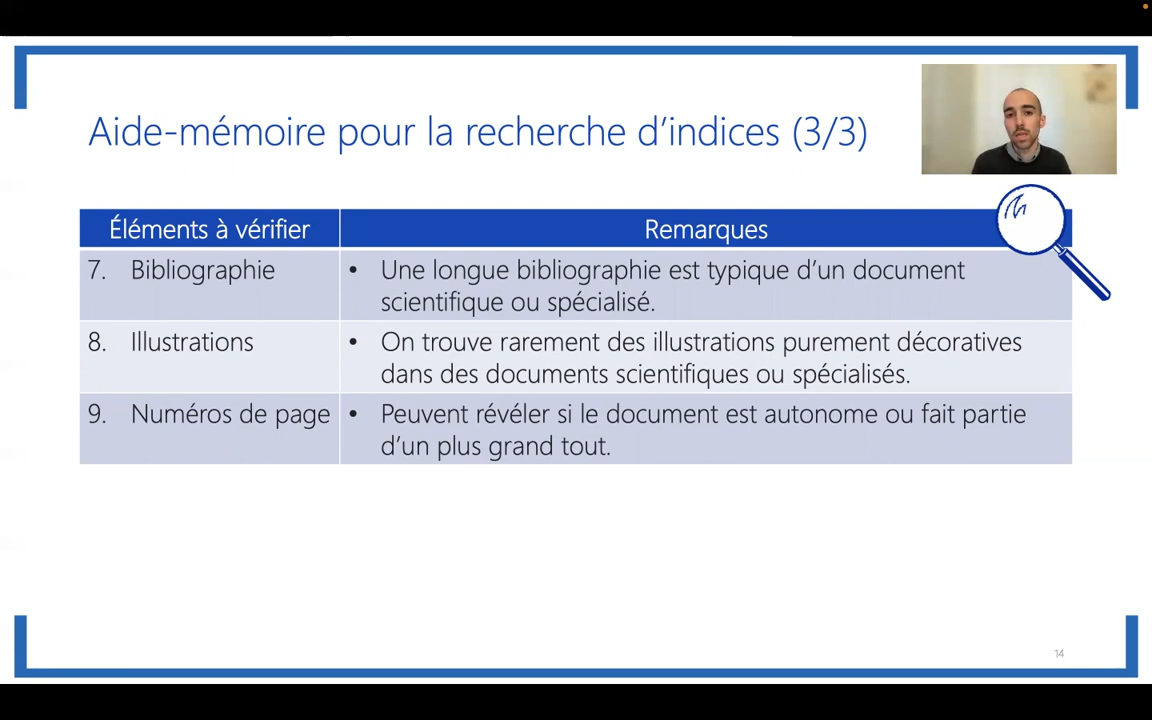 Aide-mémoire pour la recherche d’indices (3/3)
Éléments à vérifier Remarques
7. Bibliographie • Une longue bibliographie est typique d’un document
scientifique ou spécialisé.
8. Illustrations • On trouve rarement des illustrations purement décoratives
dans des documents scientifiques ou spécialisés.
9. Numéros de page • Peuvent révéler si le document est autonome ou fait partie
d’un plus grand tout.
14